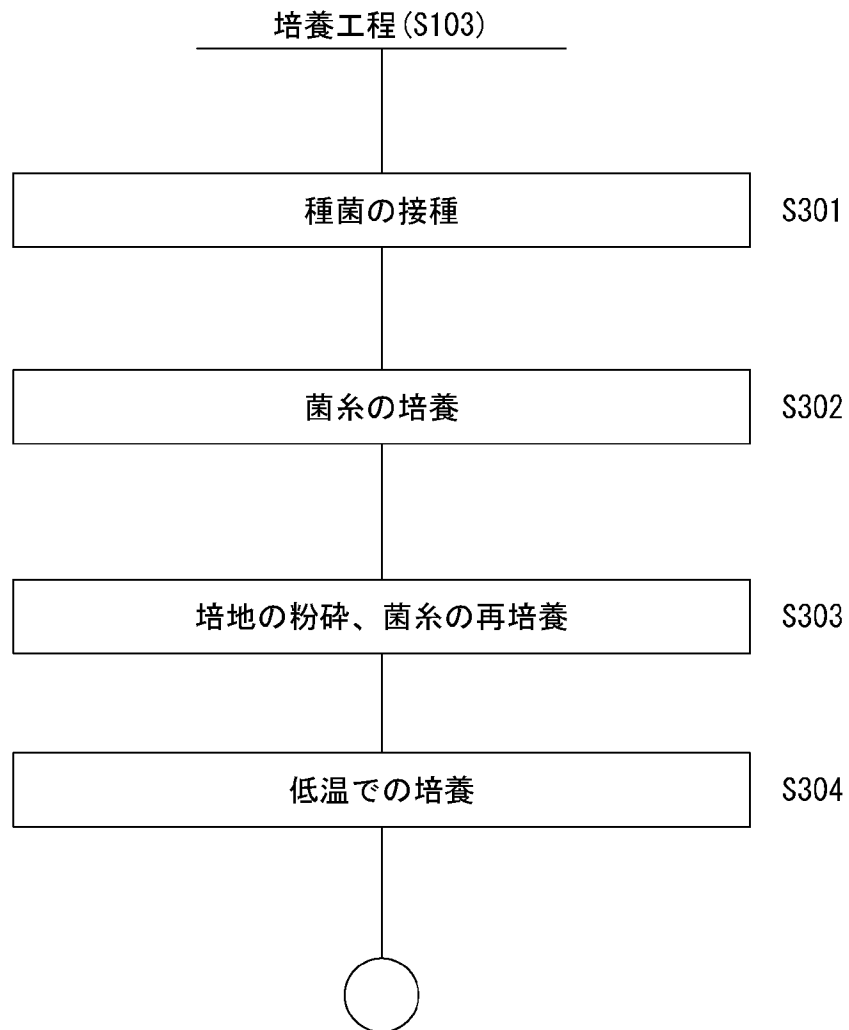 培養工程(S103)
種菌の接種 S301
菌糸の培養 S302
培地の粉砕、菌糸の再培養 S303
低温での培養 S304